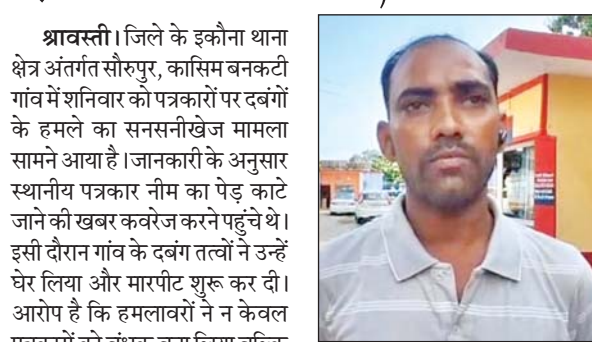 श्रावस्ती। जिले के इकौना थाना
क्षेत्र अंतर्गत सौरुपुर, कासिम बनकटी
गांव में शनिवार को पत्रकारों पर दबंगों
के हमले का सनसनीखेज मामला
सामने आया है। जानकारी के अनुसार
स्थानीय पत्रकार नीम का पेड़ काटे
जाने की खबर कवरेज करने पहुंचे थे।
इसी दौरान गांव के दबंग तत्वों ने उन्हें
घेर लिया और मारपीट शुरू कर दी।
आरोप है कि हमलावरों ने न केवल